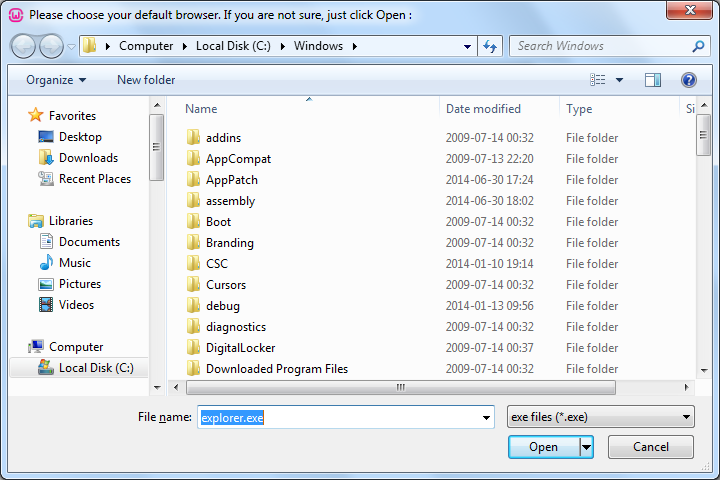 Please choose your default browser. If you are not sure, just click Open :
Computer Local Disk (C:) Windows
Search Windows
Organize New folder
Favorites
Desktop
Downloads
Recent Places
Libraries
Documents
Music
Pictures
Videos
Computer
Local Disk (C:)
Name Date modified Type Si
addins 2009-07-14 00:32 File folder
AppCompat 2009-07-13 22:20 File folder
AppPatch 2014-06-30 17:24 File folder
assembly 2014-06-30 18:02 File folder
Boot 2009-07-14 00:32 File folder
Branding 2009-07-14 00:32 File folder
CSC 2014-01-10 19:14 File folder
Cursors 2009-07-14 00:32 File folder
debug 2014-01-13 09:56 File folder
diagnostics 2009-07-14 00:32 File folder
DigitalLocker 2009-07-14 00:37 File folder
Downloaded Program Files 2009-07-14 00:32 File folder
File name: explorer.exe exe files (*.exe)
Open Cancel